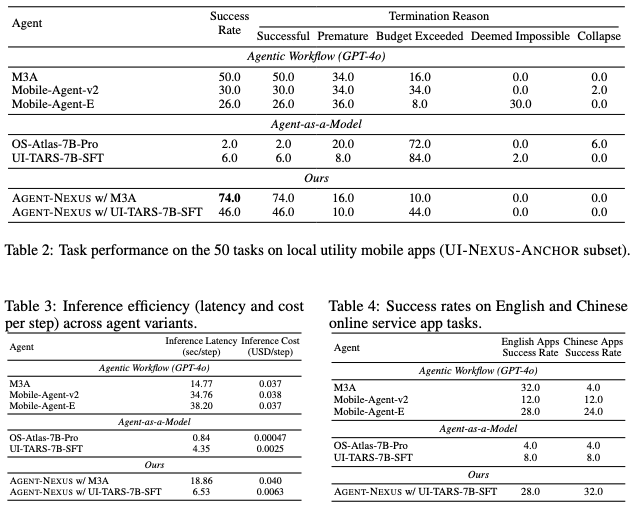 Agent Success Rate Termination Reason
Successful Premature Budget Exceeded Deemed Impossible Collapse
Agentic Workflow (GPT-4o)
M3A 50.0 50.0 34.0 16.0 0.0 0.0
Mobile-Agent-v2 30.0 30.0 34.0 34.0 0.0 2.0
Mobile-Agent-E 26.0 26.0 36.0 8.0 30.0 0.0
Agent-as-a-Model
OS-Atlas-7B-Pro 2.0 2.0 20.0 72.0 0.0 6.0
UI-TARS-7B-SFT 6.0 6.0 8.0 84.0 2.0 0.0
Ours
AGENT-NEXUS w/ M3A 74.0 74.0 16.0 10.0 0.0 0.0
AGENT-NEXUS w/ UI-TARS-7B-SFT 46.0 46.0 10.0 44.0 0.0 0.0
Table 2: Task performance on the 50 tasks on local utility mobile apps (UI-NEXUS-ANCHOR subset).
Table 3: Inference efficiency (latency and cost
per step) across agent variants.
Agent Inference Latency Inference Cost
(sec/step) (USD/step)
Agentic Workflow (GPT-4o)
M3A 14.77 0.037
Mobile-Agent-v2 34.76 0.038
Mobile-Agent-E 38.20 0.037
Agent-as-a-Model
OS-Atlas-7B-Pro 0.84 0.00047
UI-TARS-7B-SFT 4.35 0.0025
Ours
AGENT-NEXUS w/ M3A 18.86 0.040
AGENT-NEXUS w/ UI-TARS-7B-SFT 6.53 0.0063
Table 4: Success rates on English and Chinese
online service app tasks.
Agent English Apps Chinese Apps
Success Rate Success Rate
Agentic Workflow (GPT-4o)
M3A 32.0 4.0
Mobile-Agent-v2 12.0 12.0
Mobile-Agent-E 28.0 24.0
Agent-as-a-Model
OS-Atlas-7B-Pro 4.0 4.0
UI-TARS-7B-SFT 8.0 8.0
Ours
AGENT-NEXUS w/ UI-TARS-7B-SFT 28.0 32.0